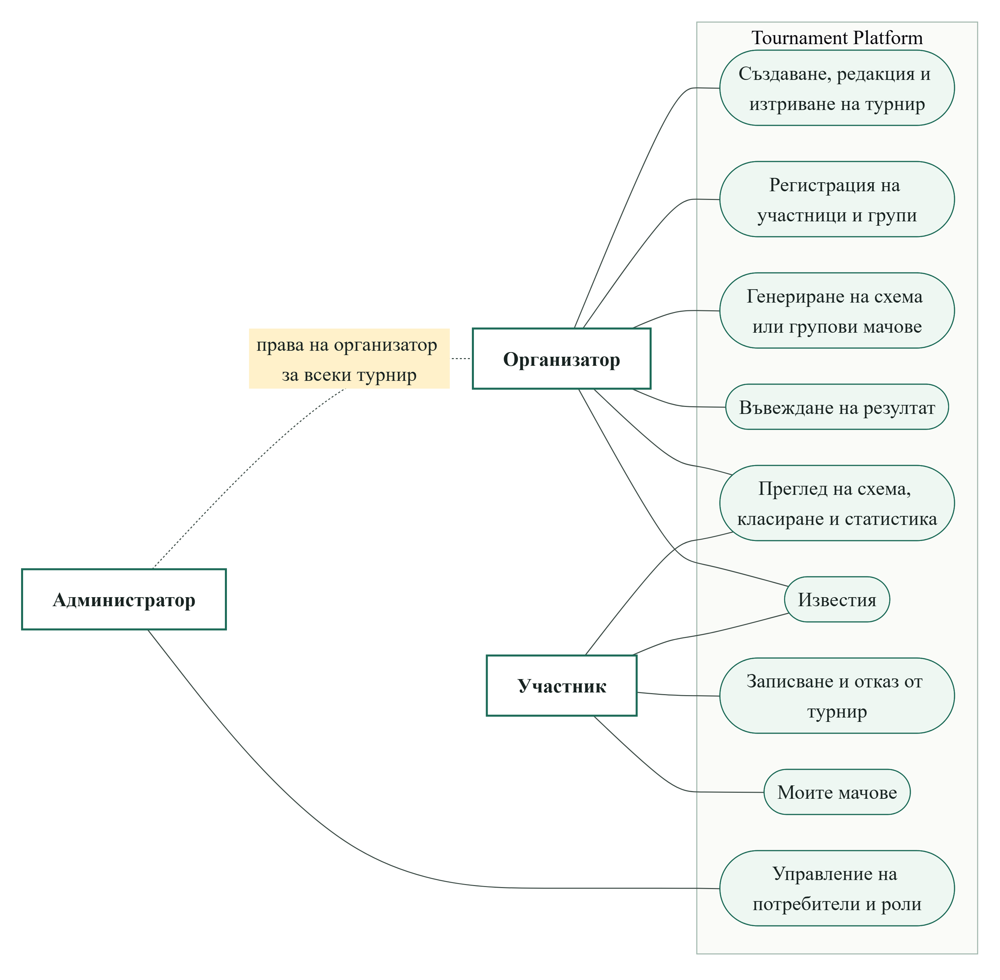 Tournament Platform
Създаване, редакция и
изтриване на турнир
Регистрация на
участници и групи
Генериране на схема
или групови мачове
права на организатор
за всеки турнир
Организатор
Въвеждане на резултат
Преглед на схема,
класиране и статистика
Администратор
Известия
Участник
Записване и отказ от
турнир
Моите мачове
Управление на
потребители и роли